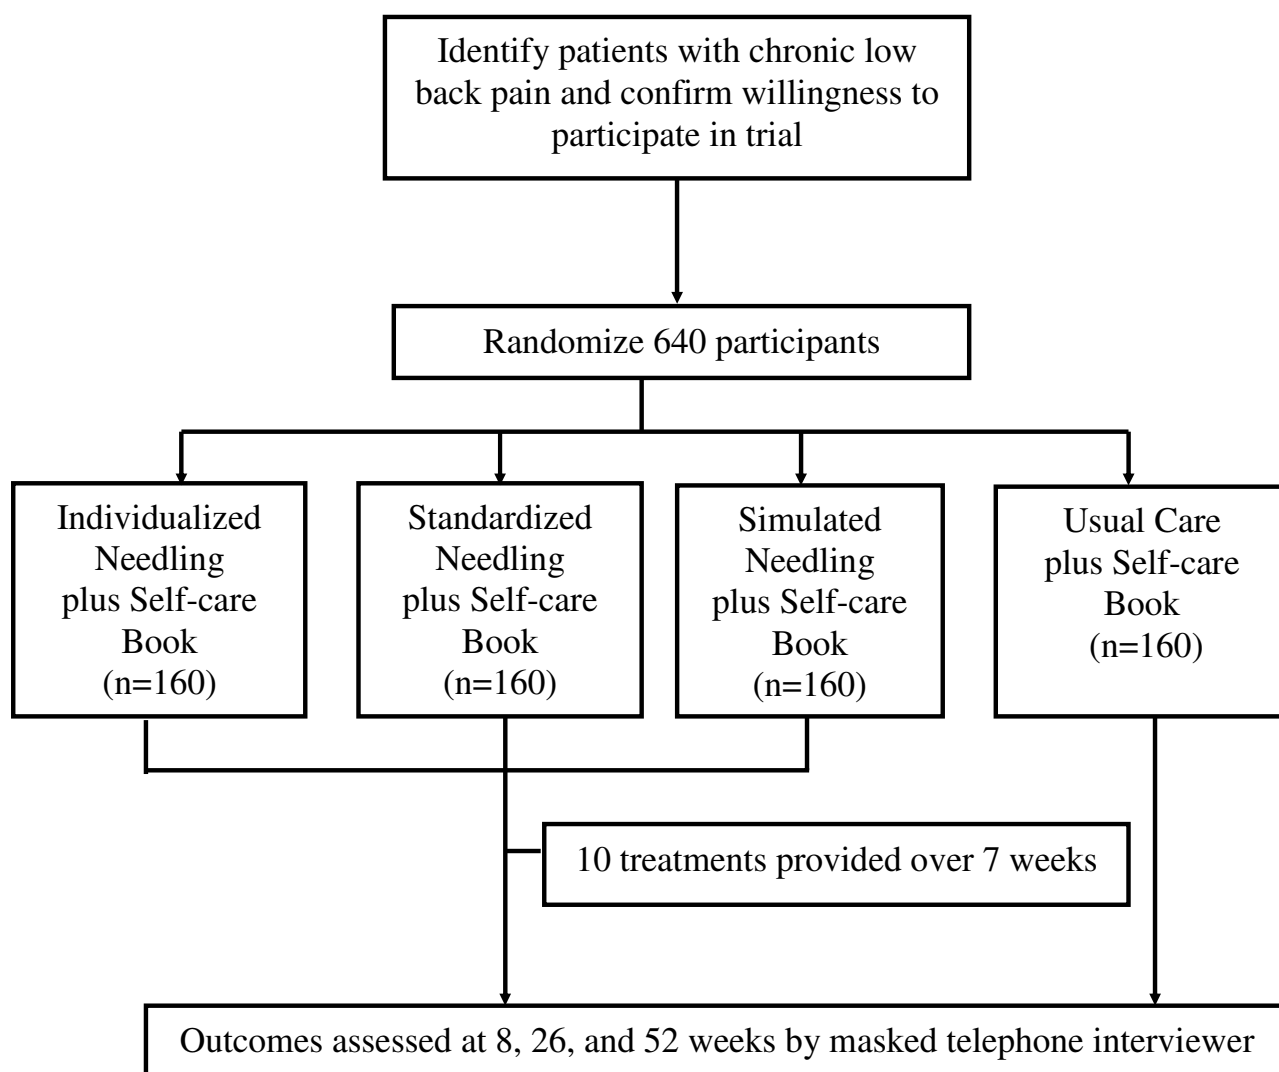 Identify patients with chronic low
back pain and confirm willingness to
participate in trial
Randomize 640 participants
Individualized
Needling
plus Self-care
Book
(n=160)
Standardized
Needling
plus Self-care
Book
(n=160)
Simulated
Needling
plus Self-care
Book
(n=160)
Usual Care
plus Self-care
Book
(n=160)
10 treatments provided over 7 weeks
Outcomes assessed at 8, 26, and 52 weeks by masked telephone interviewer